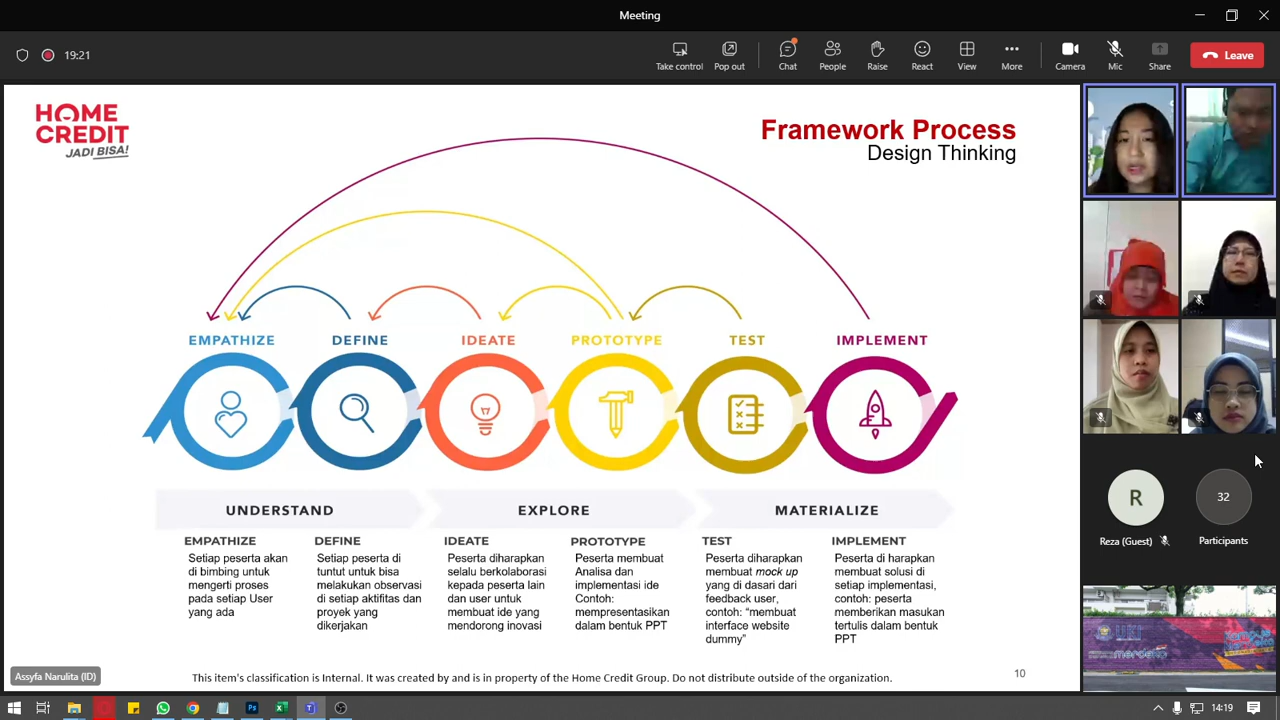 Meeting
19:21
Take control
Pop out
Chat
People
Raise
React
View
More
Camera
Mic
Share
Leave
HOME
CREDIT
JADI BISA!
Framework Process
Design Thinking
EMPATHIZE
DEFINE
IDEATE
PROTOTYPE
TEST
IMPLEMENT
UNDERSTAND
EXPLORE
MATERIALIZE
EMPATHIZE
Setiap peserta akan
di bimbing untuk
mengerti proses
pada setiap User
yang ada
DEFINE
Setiap peserta di
tuntut untuk bisa
melakukan observasi
di setiap aktifitas dan
proyek yang
dikerjakan
IDEATE
Peserta diharapkan
selalu berkolaborasi
kepada peserta lain
dan user untuk
membuat ide yang
mendorong inovasi
PROTOTYPE
Peserta membuat
Analisa dan
implementasi ide
Contoh:
mempresentasikan
dalam bentuk PPT
TEST
Peserta diharapkan
membuat mock up
yang di dasari dari
feedback user,
contoh: “membuat
interface website
dummy”
IMPLEMENT
Peserta di harapkan
membuat solusi di
setiap implementasi,
contoh: peserta
memberikan masukan
tertulis dalam bentuk
PPT
Assyfa Narulita (ID)
This item's classification is Internal. It was created by and is in property of the Home Credit Group. Do not distribute outside of the organization.
10
R
Reza (Guest)
32
Participants
merdeka
14:19